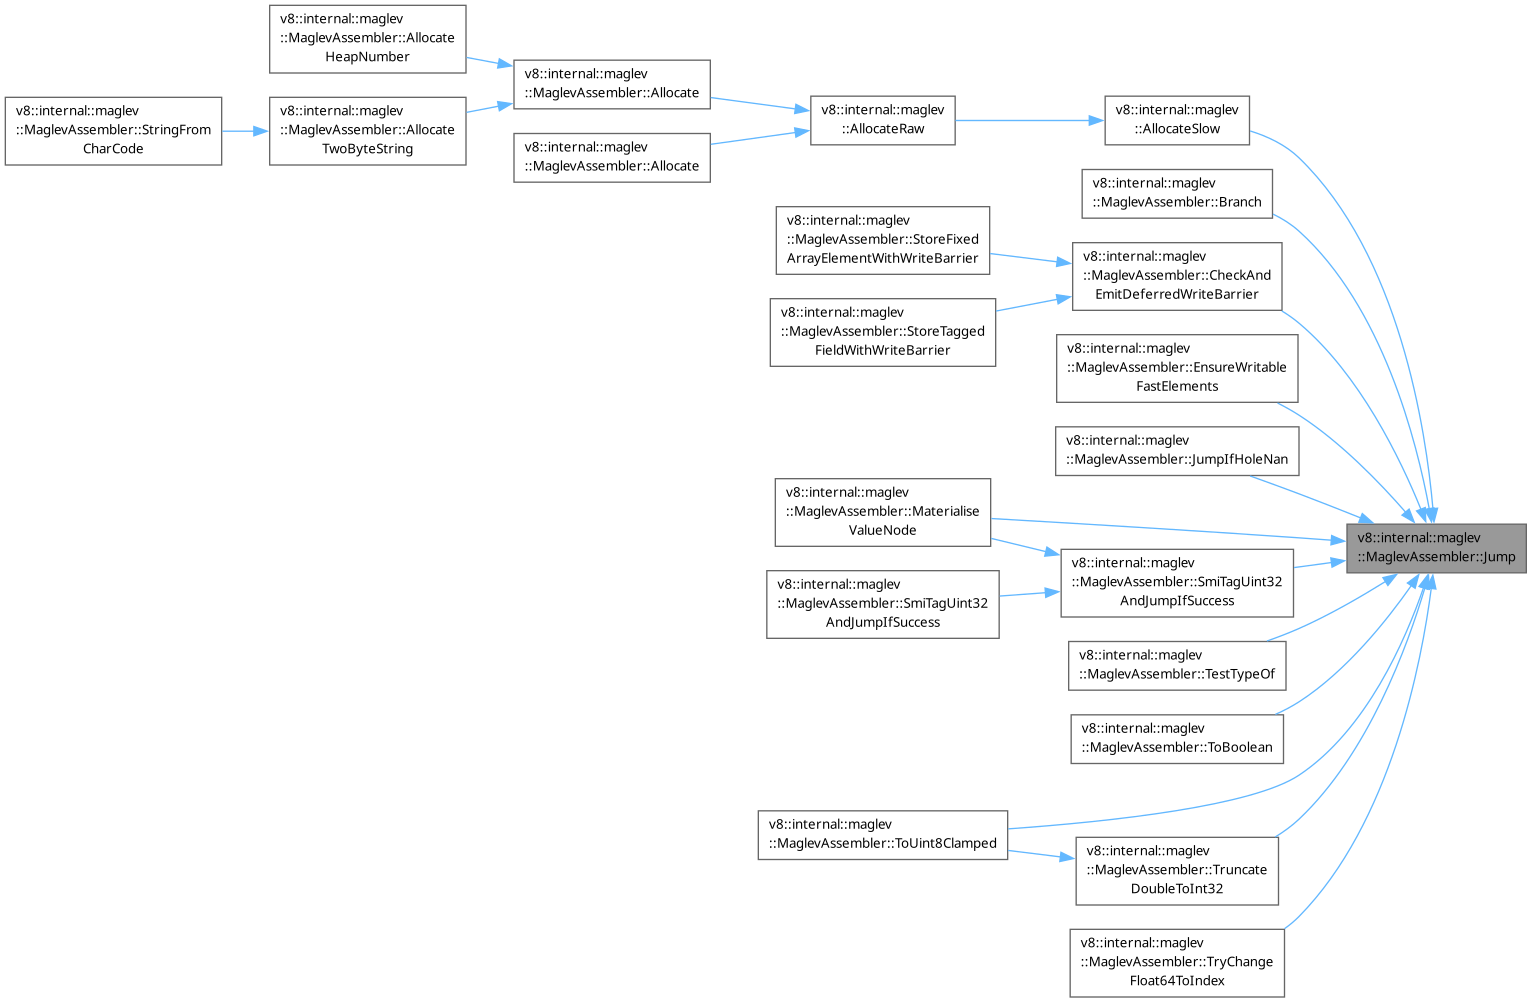 v8::internal::maglev
::MaglevAssembler::Allocate
HeapNumber
v8::internal::maglev
::MaglevAssembler::StringFrom
CharCode
v8::internal::maglev
::MaglevAssembler::Allocate
TwoByteString
v8::internal::maglev
::MaglevAssembler::Allocate
v8::internal::maglev
::MaglevAssembler::Allocate
v8::internal::maglev
::AllocateRaw
v8::internal::maglev
::AllocateSlow
v8::internal::maglev
::MaglevAssembler::Branch
v8::internal::maglev
::MaglevAssembler::StoreFixed
ArrayElementWithWriteBarrier
v8::internal::maglev
::MaglevAssembler::CheckAnd
EmitDeferredWriteBarrier
v8::internal::maglev
::MaglevAssembler::StoreTagged
FieldWithWriteBarrier
v8::internal::maglev
::MaglevAssembler::EnsureWritable
FastElements
v8::internal::maglev
::MaglevAssembler::JumpIfHoleNan
v8::internal::maglev
::MaglevAssembler::Materialise
ValueNode
v8::internal::maglev
::MaglevAssembler::Jump
v8::internal::maglev
::MaglevAssembler::SmiTagUint32
AndJumpIfSuccess
v8::internal::maglev
::MaglevAssembler::SmiTagUint32
AndJumpIfSuccess
v8::internal::maglev
::MaglevAssembler::TestTypeOf
v8::internal::maglev
::MaglevAssembler::ToBoolean
v8::internal::maglev
::MaglevAssembler::ToUint8Clamped
v8::internal::maglev
::MaglevAssembler::Truncate
DoubleToInt32
v8::internal::maglev
::MaglevAssembler::TryChange
Float64ToIndex